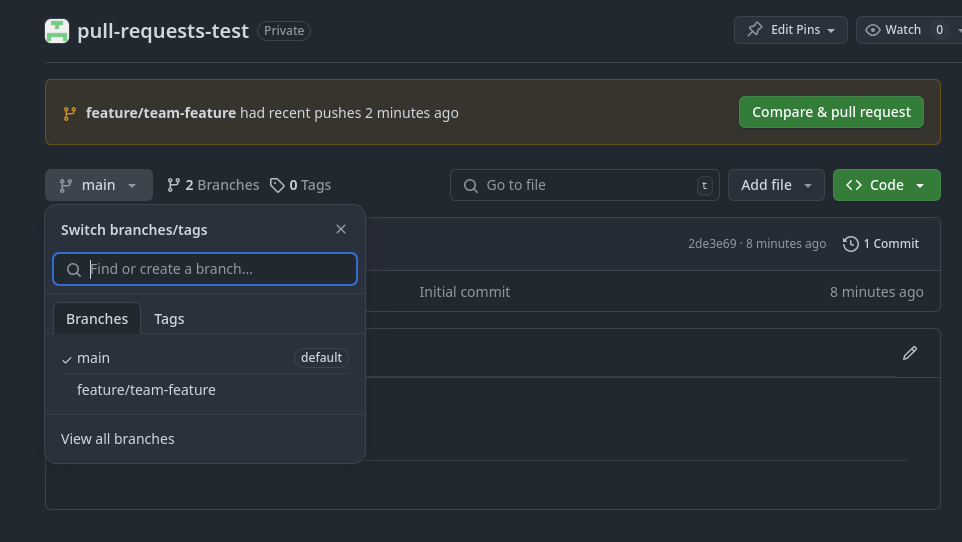 pull-requests-test Private Edit Pins Watch 0
feature/team-feature had recent pushes 2 minutes ago Compare & pull request
main 2 Branches 0 Tags Go to file t Add file Code
Switch branches/tags
2de3e69 · 8 minutes ago 1 Commit
Find or create a branch...
Initial commit 8 minutes ago
Branches Tags
main default
feature/team-feature
View all branches